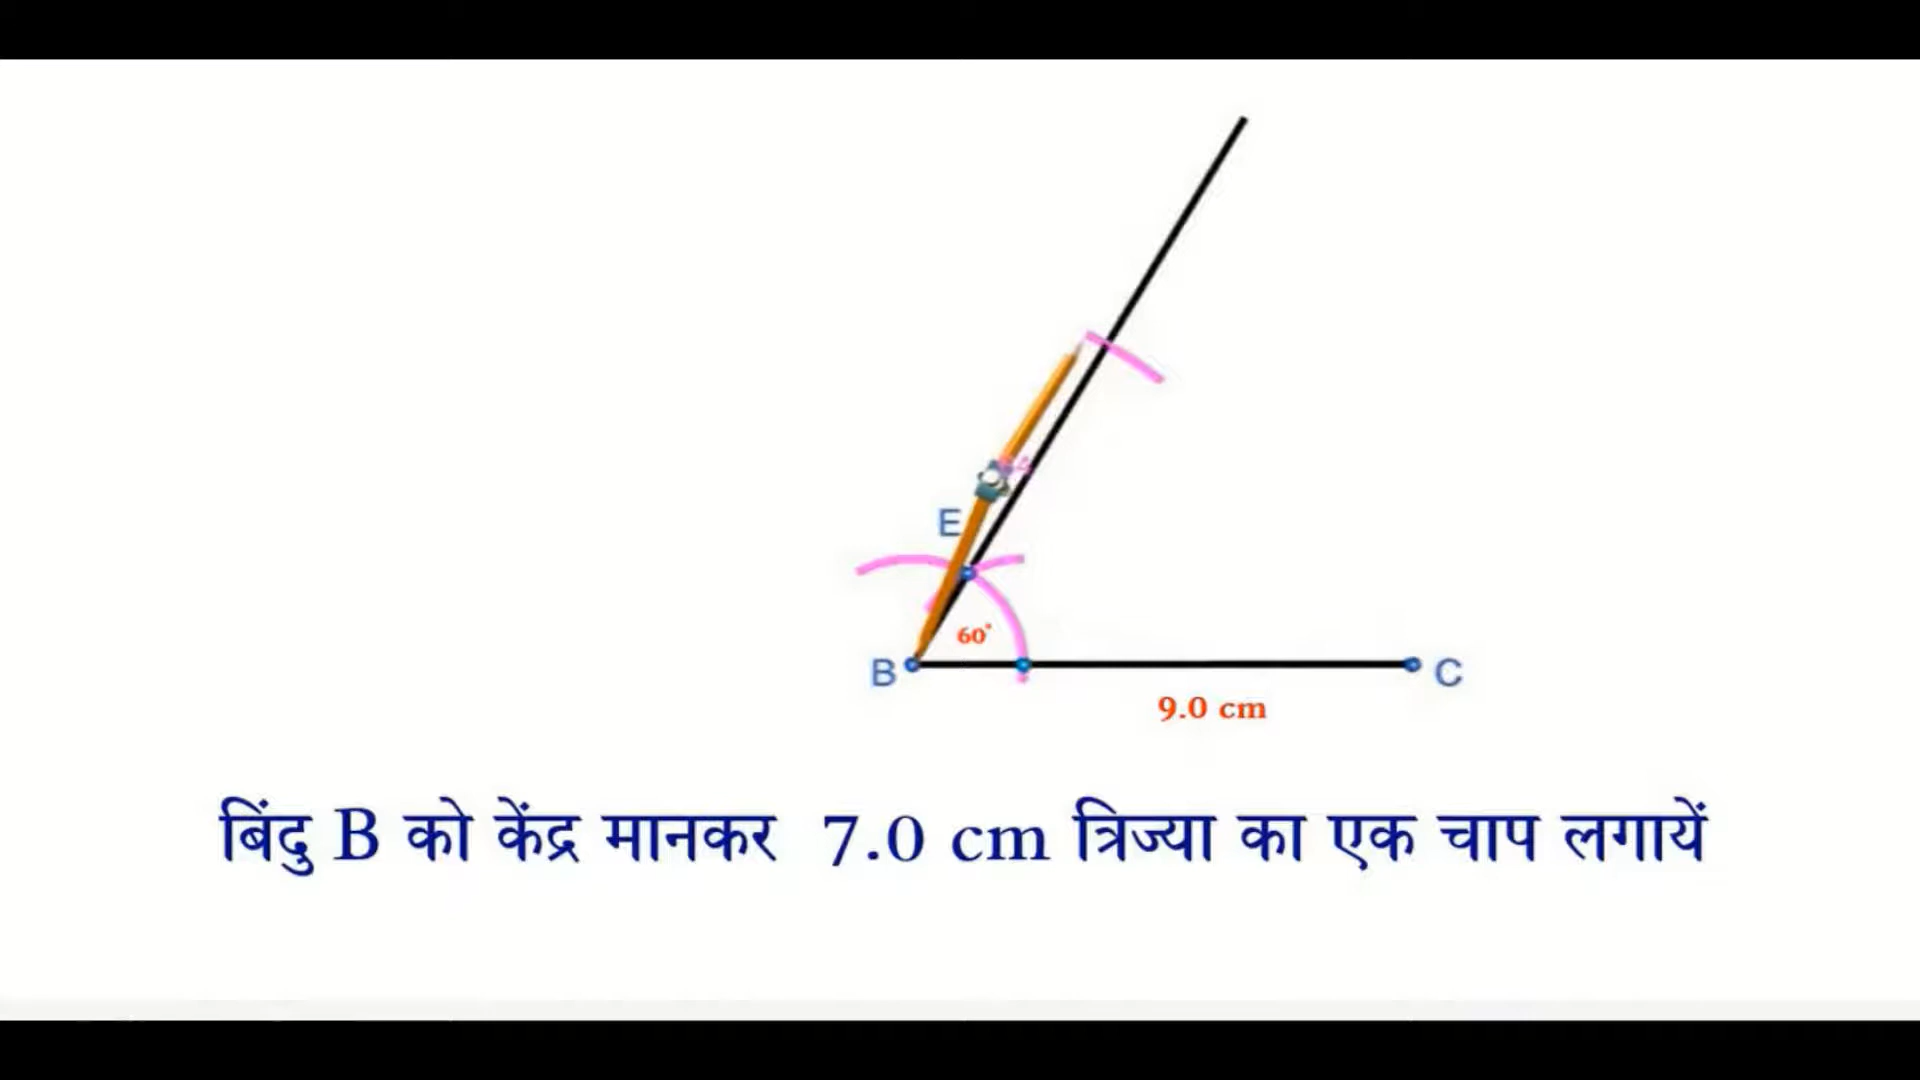 E
60°
B
C
9.0 cm
बिंदु B को केंद्र मानकर 7.0 cm त्रिज्या का एक चाप लगायें